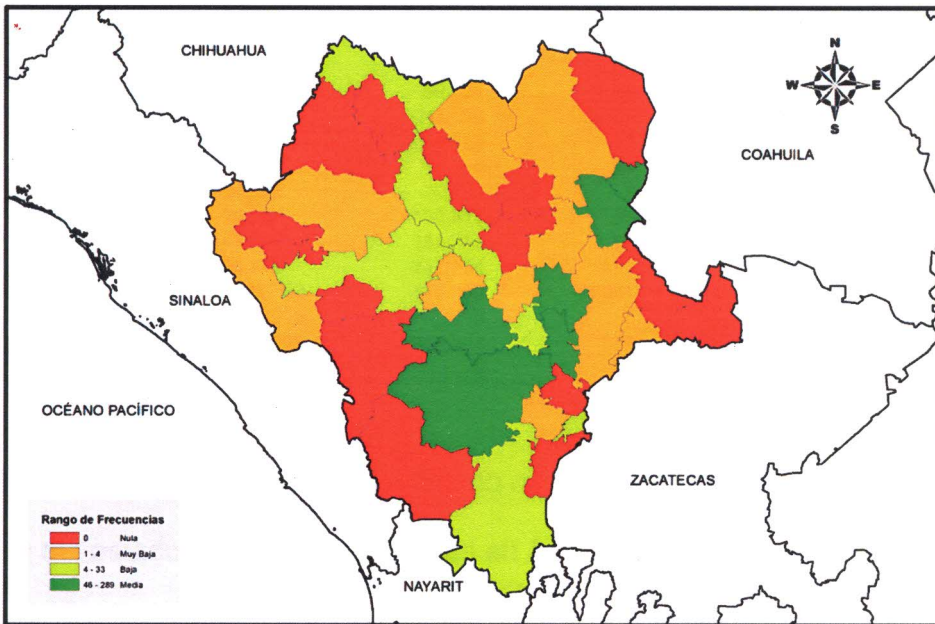 CHIHUAHUA
N
W E
S
COAHUILA
SINALOA
OCÉANO PACÍFICO
ZACATECAS
NAYARIT
Rango de Frecuencias
0 Nula
1 - 4 Muy Baja
4 - 33 Baja
46 - 289 Media